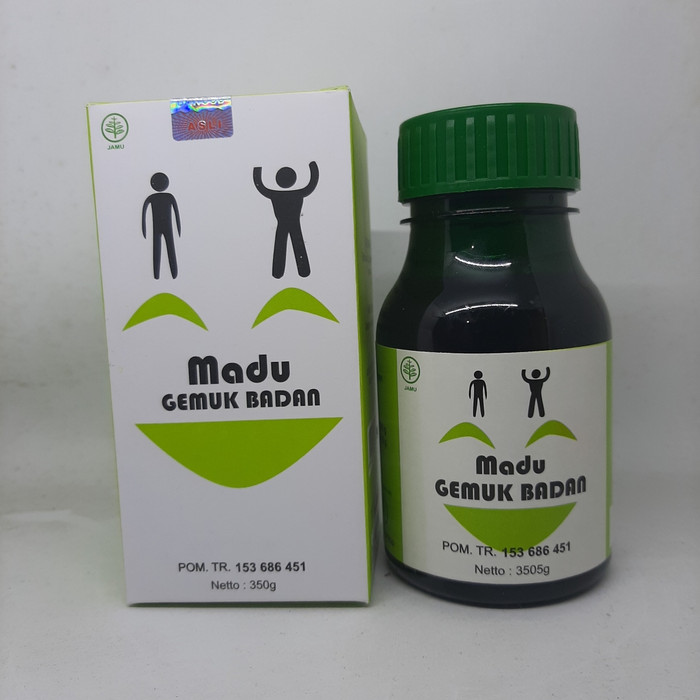 ASLI
JAMU
Madu
GEMUK BADAN
POM. TR. 153 686 451
Netto : 350g
JAMU
Madu
GEMUK BADAN
POM. TR. 153 686 451
Netto : 3505g